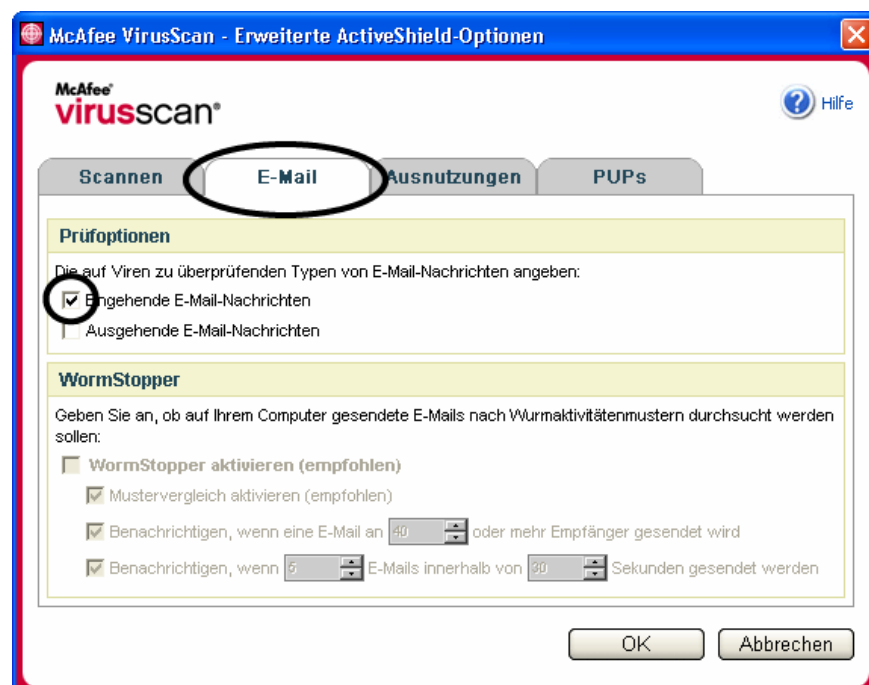 McAfee VirusScan - Erweiterte ActiveShield-Optionen
McAfee®
virusscan®
? Hilfe
Scannen E-Mail Ausnutzungen PUPs
Prüfoptionen
Die auf Viren zu überprüfenden Typen von E-Mail-Nachrichten angeben:
Eingehende E-Mail-Nachrichten
Ausgehende E-Mail-Nachrichten
WormStopper
Geben Sie an, ob auf Ihrem Computer gesendete E-Mails nach Wurmaktivitätenmustern durchsucht werden
sollen:
WormStopper aktivieren (empfohlen)
Mustervergleich aktivieren (empfohlen)
Benachrichtigen, wenn eine E-Mail an 40 oder mehr Empfänger gesendet wird
Benachrichtigen, wenn 5 E-Mails innerhalb von 30 Sekunden gesendet werden
OK Abbrechen